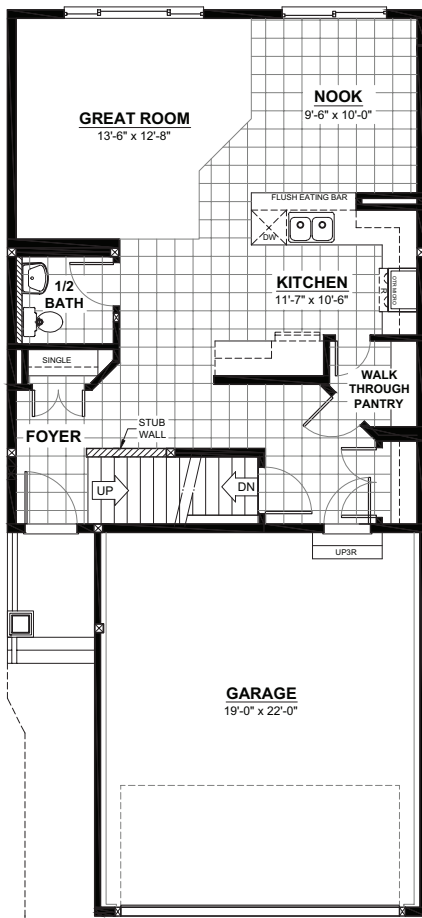 GREAT ROOM
13'-6" x 12'-8"
NOOK
9'-6" x 10'-0"
FLUSH EATING BAR
DW
KITCHEN
11'-7" x 10'-6"
OTR MICRO
R
1/2
BATH
SINGLE
WALK
THROUGH
PANTRY
FOYER
STUB
WALL
UP
DN
UP3R
GARAGE
19'-0" x 22'-0"